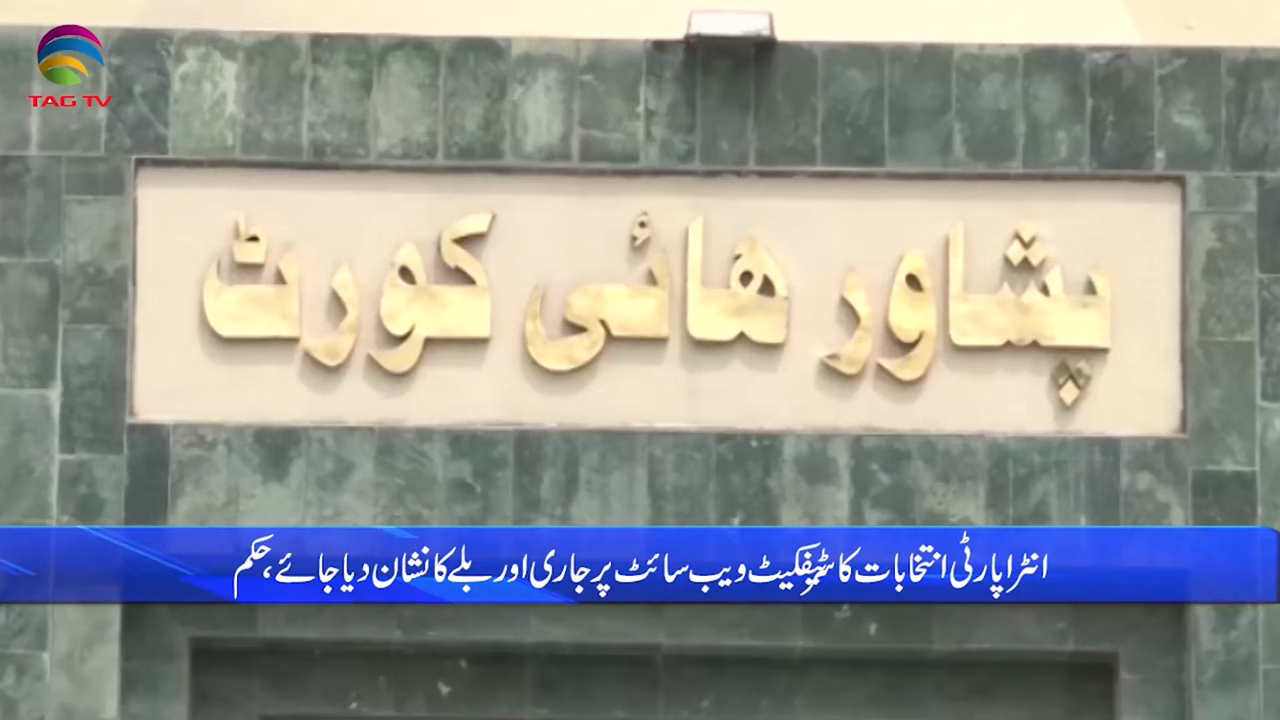 TAG TV
پشاور ھائی کورٹ
انٹرا پارٹی انتخابات کا سرٹیفکیٹ ویب سائٹ پر جاری اور بلے کا نشان دیا جائے، حکم